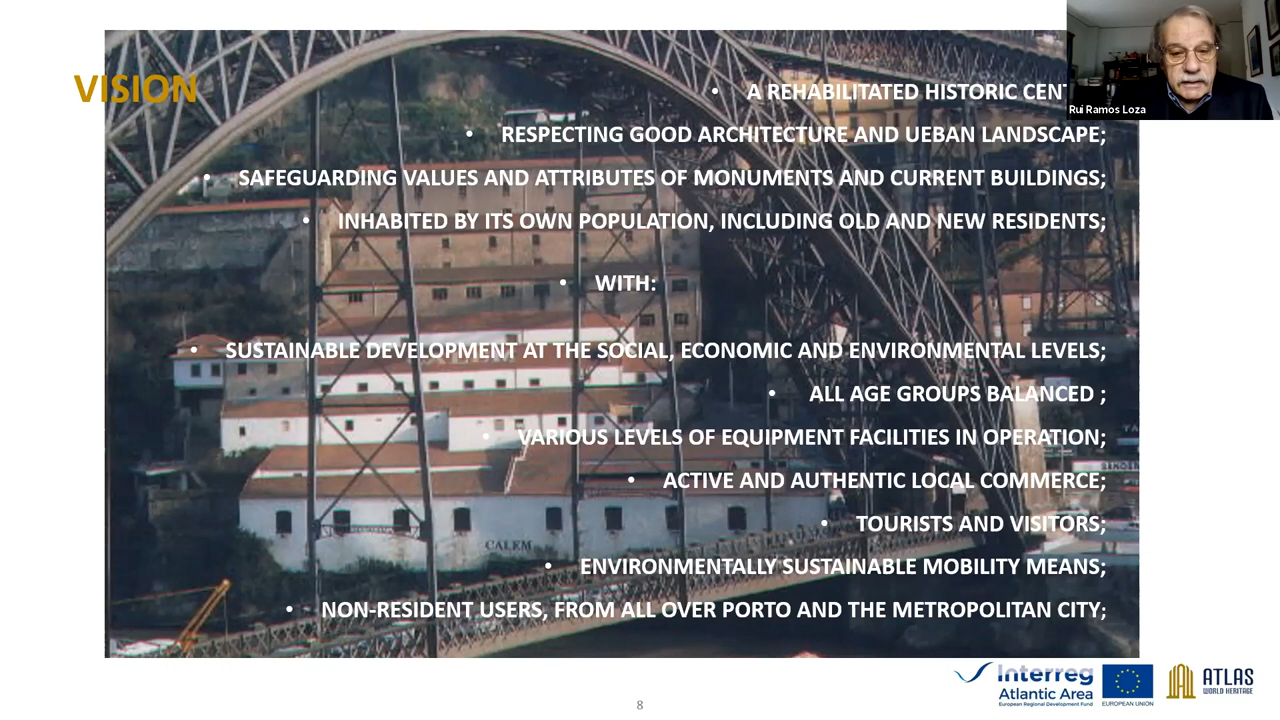 VISION
Rui Ramos Loza
• A REHABILITATED HISTORIC
• RESPECTING GOOD ARCHITECTURE AND UEBAN LANDSCAPE;
• SAFEGUARDING VALUES AND ATTRIBUTES OF MONUMENTS AND CURRENT BUILDINGS;
• INHABITED BY ITS OWN POPULATION, INCLUDING OLD AND NEW RESIDENTS;
• WITH:
• SUSTAINABLE DEVELOPMENT AT THE SOCIAL, ECONOMIC AND ENVIRONMENTAL LEVELS;
• ALL AGE GROUPS BALANCED ;
• VARIOUS LEVELS OF EQUIPMENT FACILITIES IN OPERATION;
• ACTIVE AND AUTHENTIC LOCAL COMMERCE;
• TOURISTS AND VISITORS;
CALEM
• ENVIRONMENTALLY SUSTAINABLE MOBILITY MEANS;
• NON-RESIDENT USERS, FROM ALL OVER PORTO AND THE METROPOLITAN CITY;
Interreg
Atlantic Area
European Regional Development Fund
EUROPEAN UNION
ATLAS
WORLD HERITAGE
8